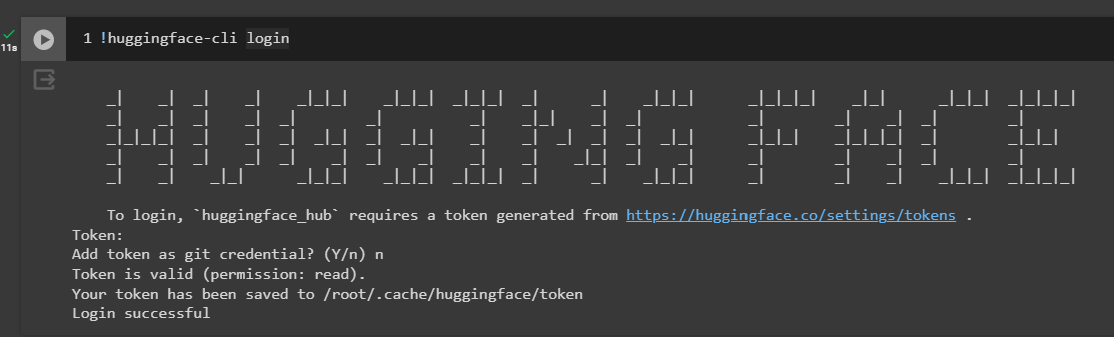 11s
1 !huggingface-cli login
HUGGING FACE
To login, `huggingface_hub` requires a token generated from https://huggingface.co/settings/tokens .
Token:
Add token as git credential? (Y/n) n
Token is valid (permission: read).
Your token has been saved to /root/.cache/huggingface/token
Login successful